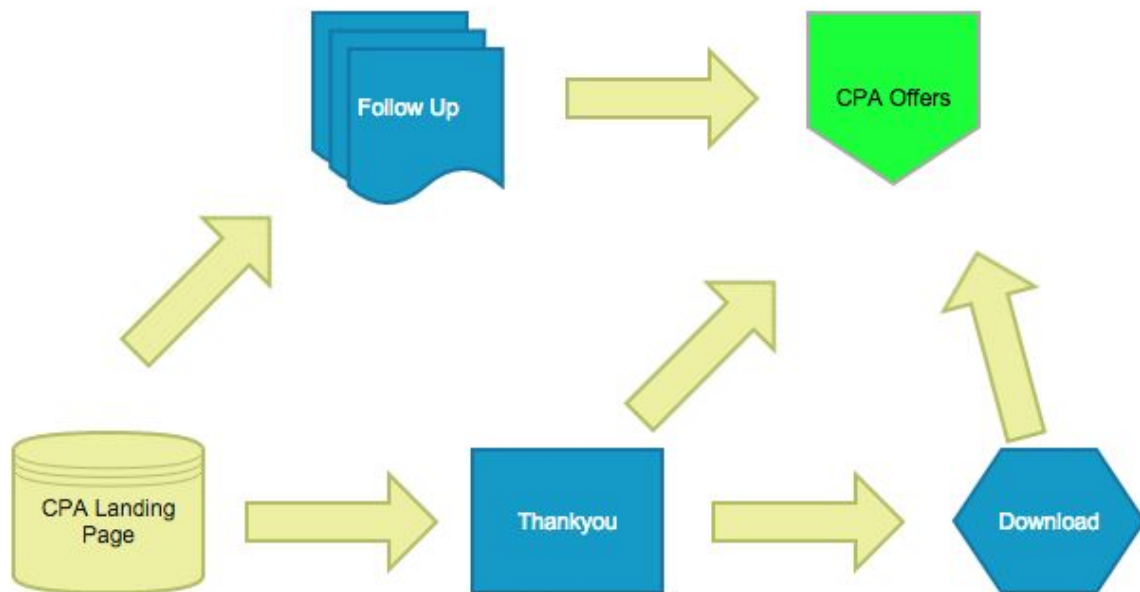 Follow Up
CPA Offers
CPA Landing
Page
Thankyou
Download